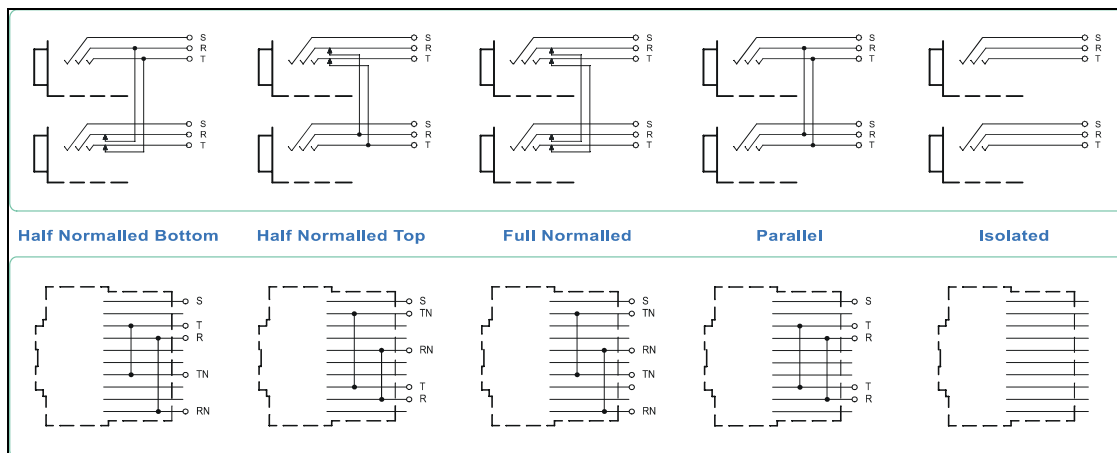 S S S S S
R R R R R
T T T T T
S S S S S
R R R R R
T T T T T
Half Normalled Bottom Half Normalled Top Full Normalled Parallel Isolated
S S S S
TN TN
T T
R R
RN RN
TN TN
T T
R R
RN RN